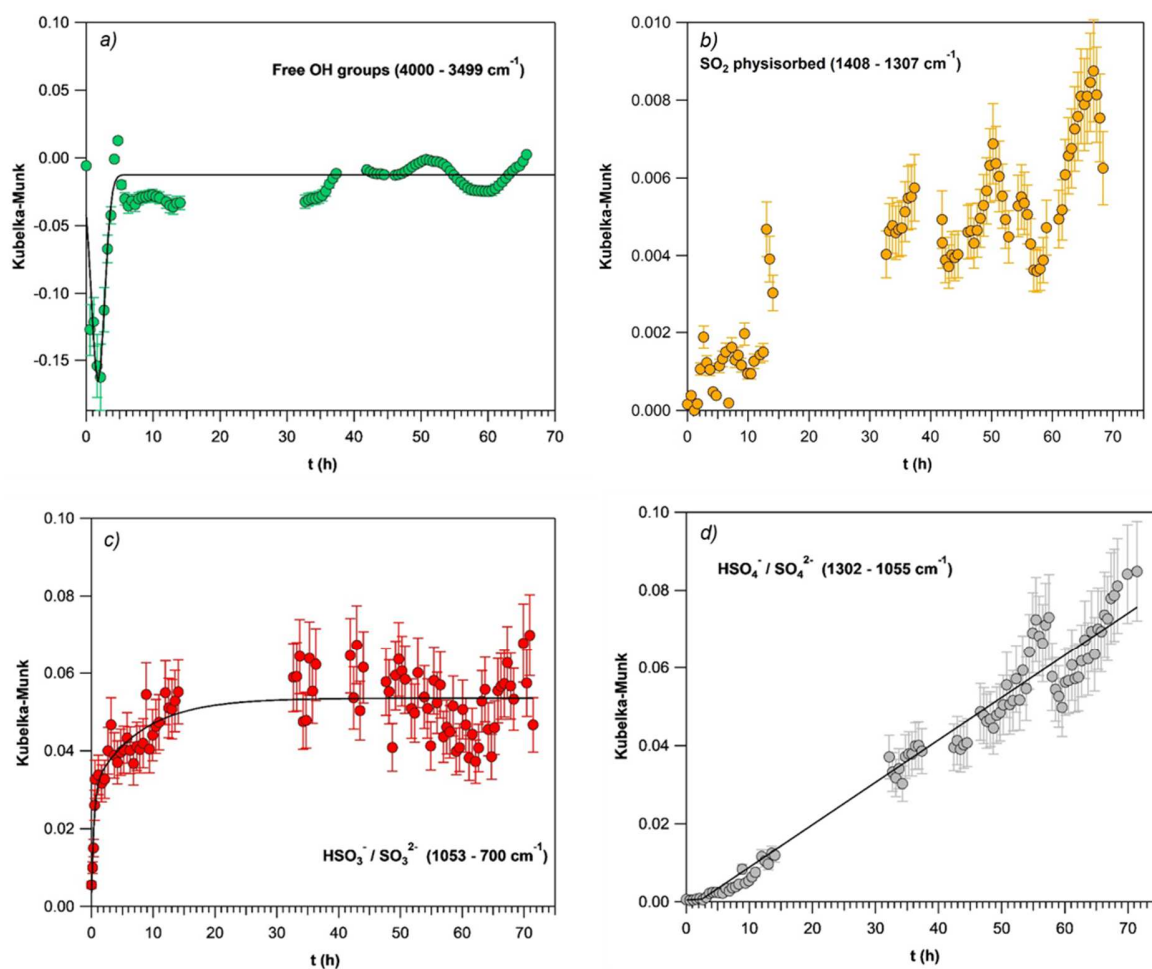 a)
Free OH groups (4000 - 3499 cm⁻¹)
Kubelka-Munk
0.10
0.05
0.00
-0.05
-0.10
-0.15
0 10 20 30 40 50 60 70
t (h)
b)
SO₂ physisorbed (1408 - 1307 cm⁻¹)
Kubelka-Munk
0.010
0.008
0.006
0.004
0.002
0.000
0 10 20 30 40 50 60 70
t (h)
c)
HSO₃⁻ / SO₃²⁻ (1053 - 700 cm⁻¹)
Kubelka-Munk
0.10
0.08
0.06
0.04
0.02
0.00
0 10 20 30 40 50 60 70
t (h)
d)
HSO₄⁻ / SO₄²⁻ (1302 - 1055 cm⁻¹)
Kubelka-Munk
0.10
0.08
0.06
0.04
0.02
0.00
0 10 20 30 40 50 60 70
t (h)